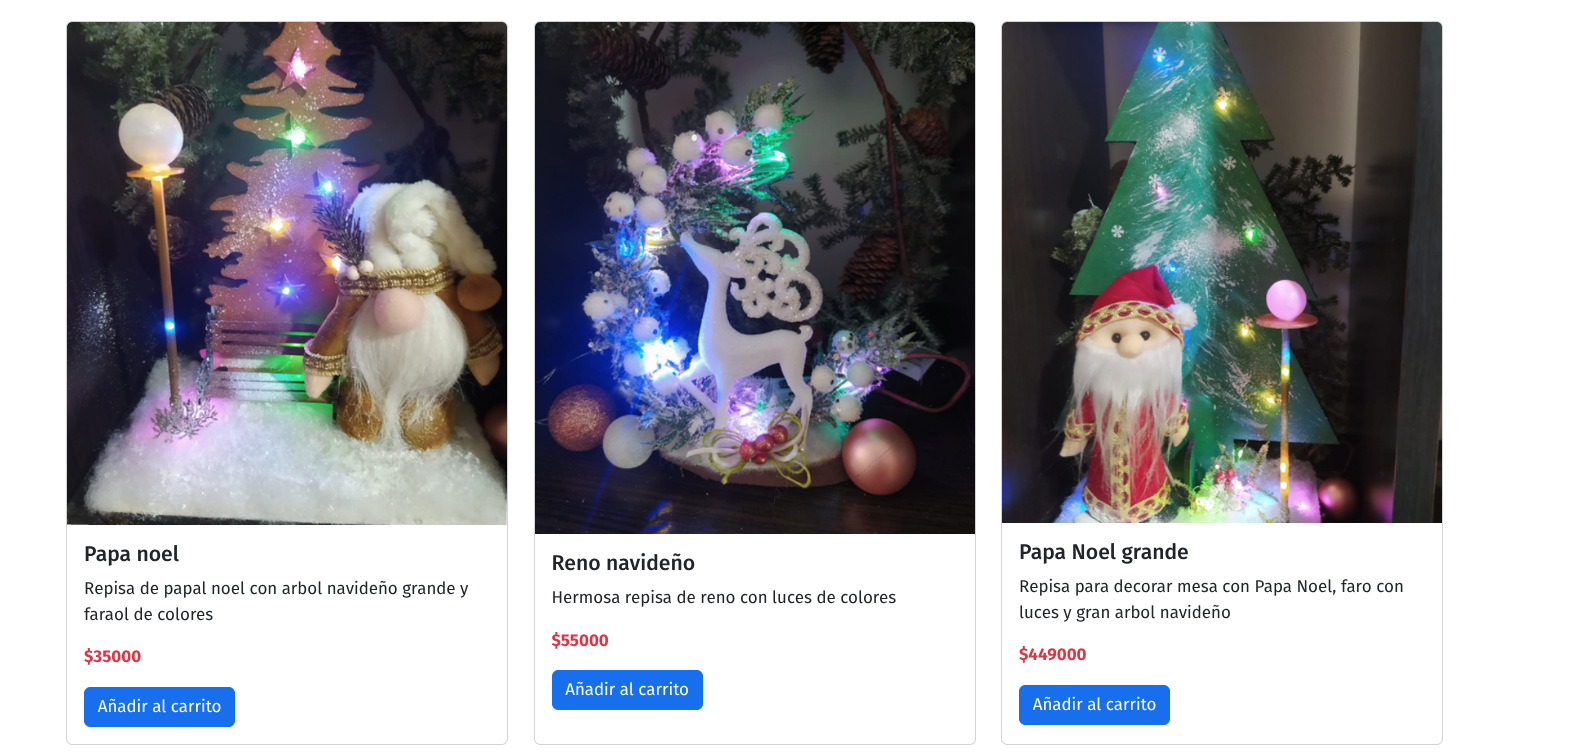 Papa noel
Repisa de papal noel con arbol navideño grande y
faraol de colores
$35000
Añadir al carrito
Reno navideño
Hermosa repisa de reno con luces de colores
$55000
Añadir al carrito
Papa Noel grande
Repisa para decorar mesa con Papa Noel, faro con
luces y gran arbol navideño
$449000
Añadir al carrito